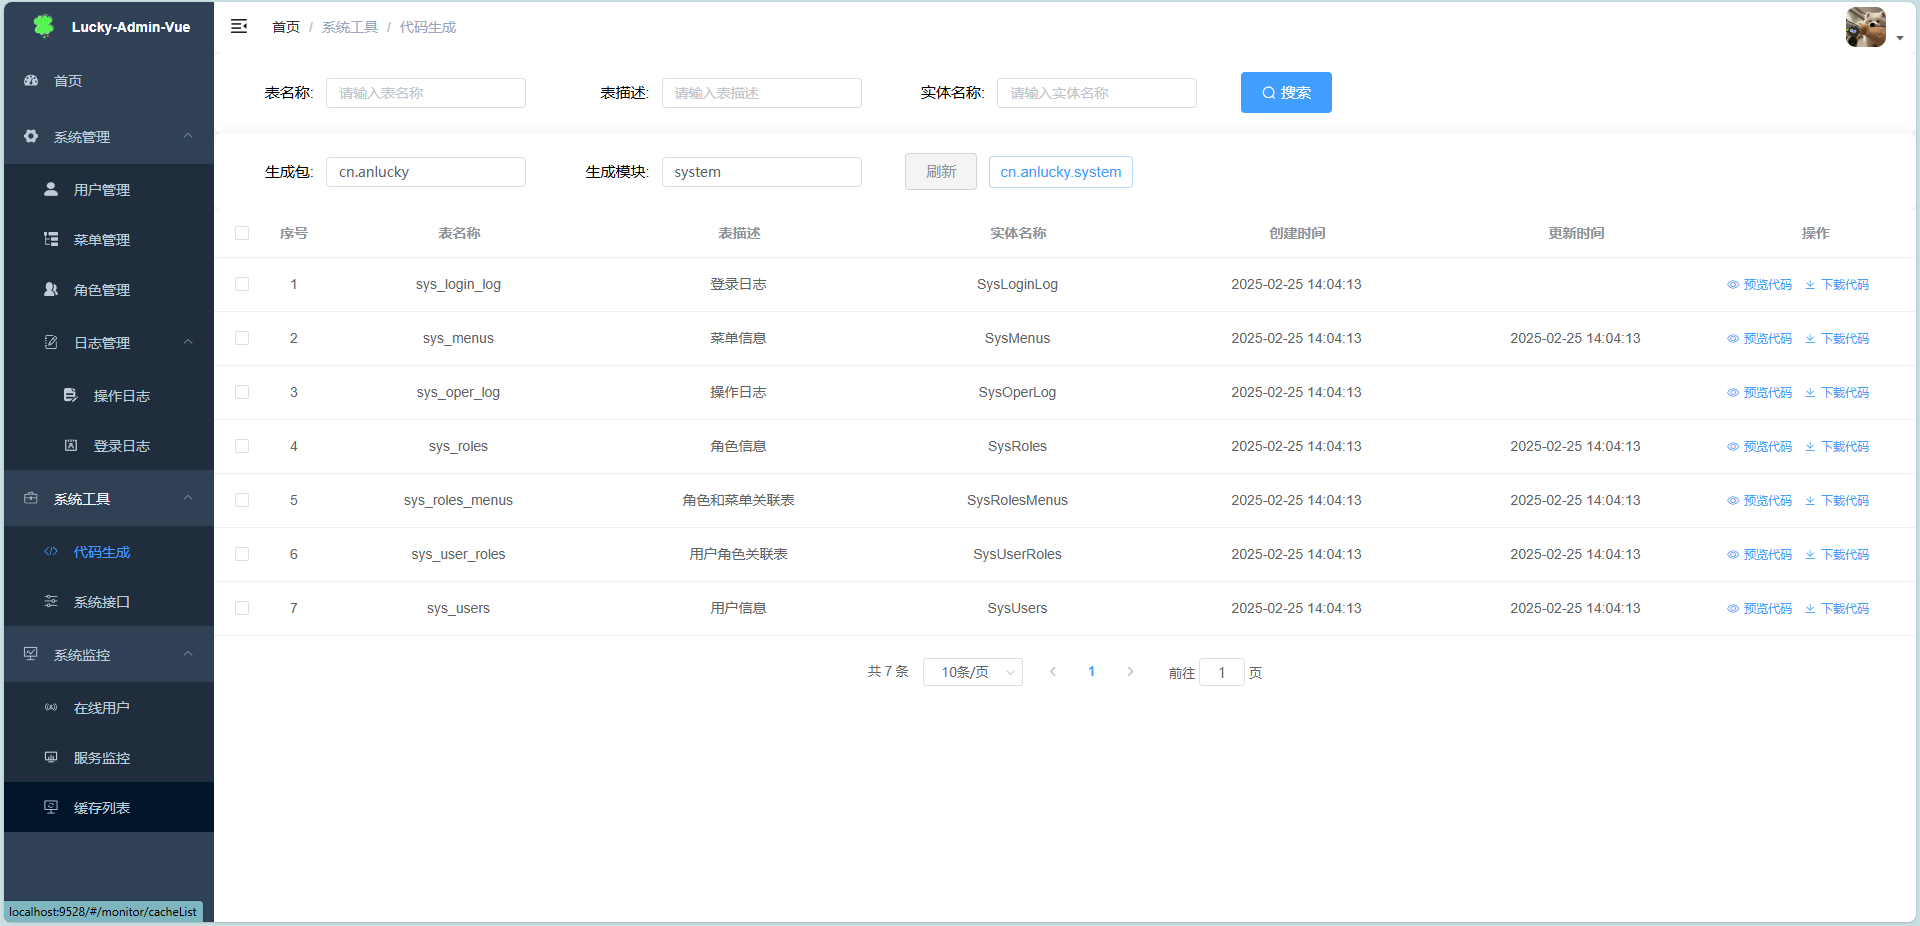 Lucky-Admin-Vue
首页 / 系统工具 / 代码生成
首页
系统管理
用户管理
菜单管理
角色管理
日志管理
操作日志
登录日志
系统工具
代码生成
系统接口
系统监控
在线用户
服务监控
缓存列表
localhost:9528/#/monitor/cacheList
表名称: 请输入表名称 表描述: 请输入表描述 实体名称: 请输入实体名称 搜索
生成包: cn.anlucky 生成模块: system 刷新 cn.anlucky.system
序号 表名称 表描述 实体名称 创建时间 更新时间 操作
1 sys_login_log 登录日志 SysLoginLog 2025-02-25 14:04:13 预览代码 下载代码
2 sys_menus 菜单信息 SysMenus 2025-02-25 14:04:13 2025-02-25 14:04:13 预览代码 下载代码
3 sys_oper_log 操作日志 SysOperLog 2025-02-25 14:04:13 预览代码 下载代码
4 sys_roles 角色信息 SysRoles 2025-02-25 14:04:13 2025-02-25 14:04:13 预览代码 下载代码
5 sys_roles_menus 角色和菜单关联表 SysRolesMenus 2025-02-25 14:04:13 2025-02-25 14:04:13 预览代码 下载代码
6 sys_user_roles 用户角色关联表 SysUserRoles 2025-02-25 14:04:13 2025-02-25 14:04:13 预览代码 下载代码
7 sys_users 用户信息 SysUsers 2025-02-25 14:04:13 2025-02-25 14:04:13 预览代码 下载代码
共 7 条 10条/页 1 前往 1 页